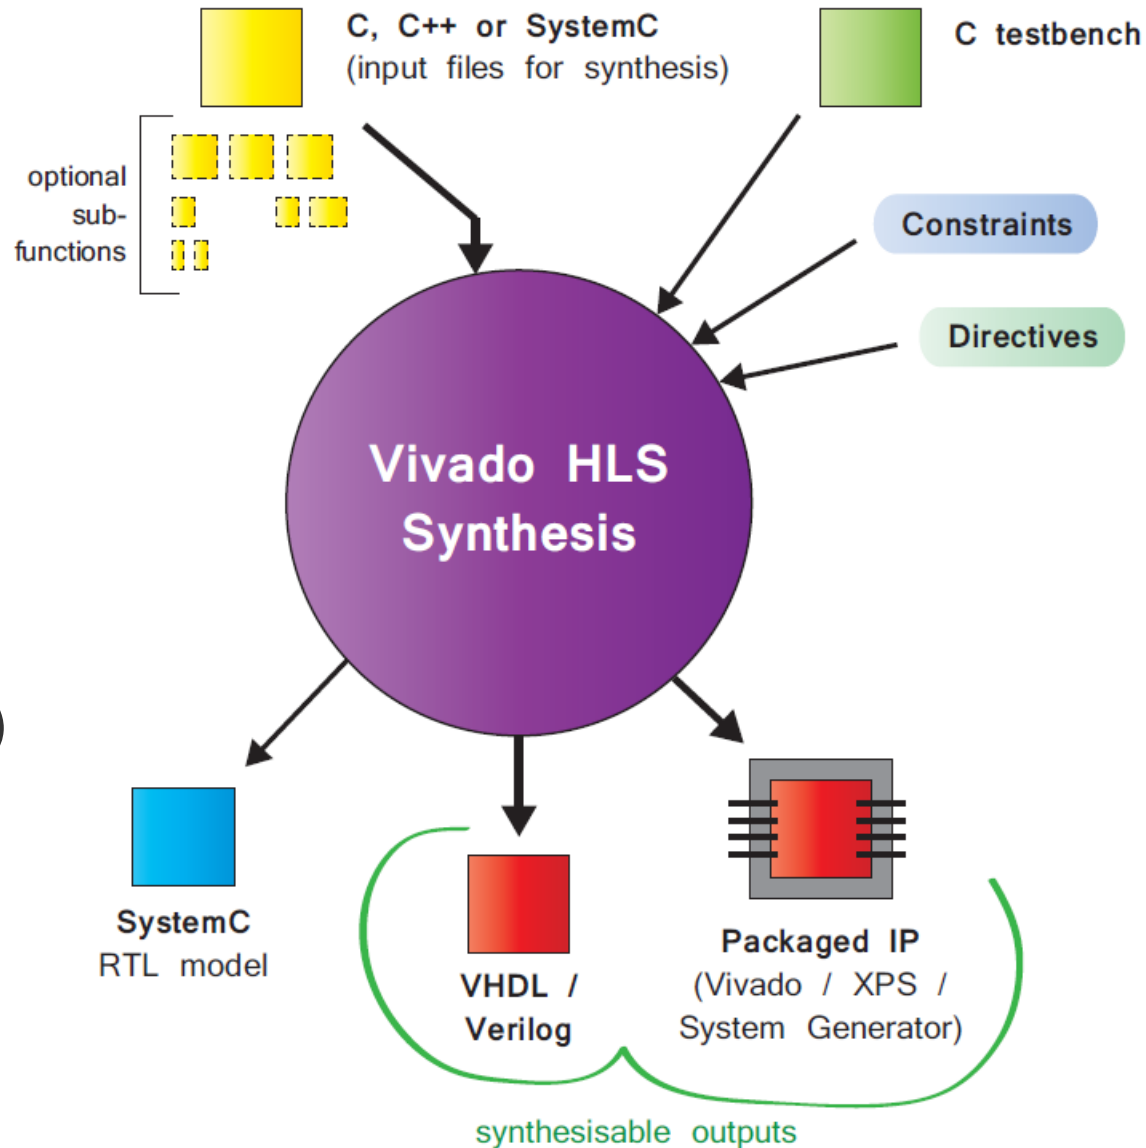 C, C++ or SystemC
(input files for synthesis)
C testbench
optional
sub-
functions
Constraints
Directives
Vivado HLS
Synthesis
)
SystemC
RTL model
VHDL /
Verilog
Packaged IP
(Vivado / XPS /
System Generator)
synthesisable outputs